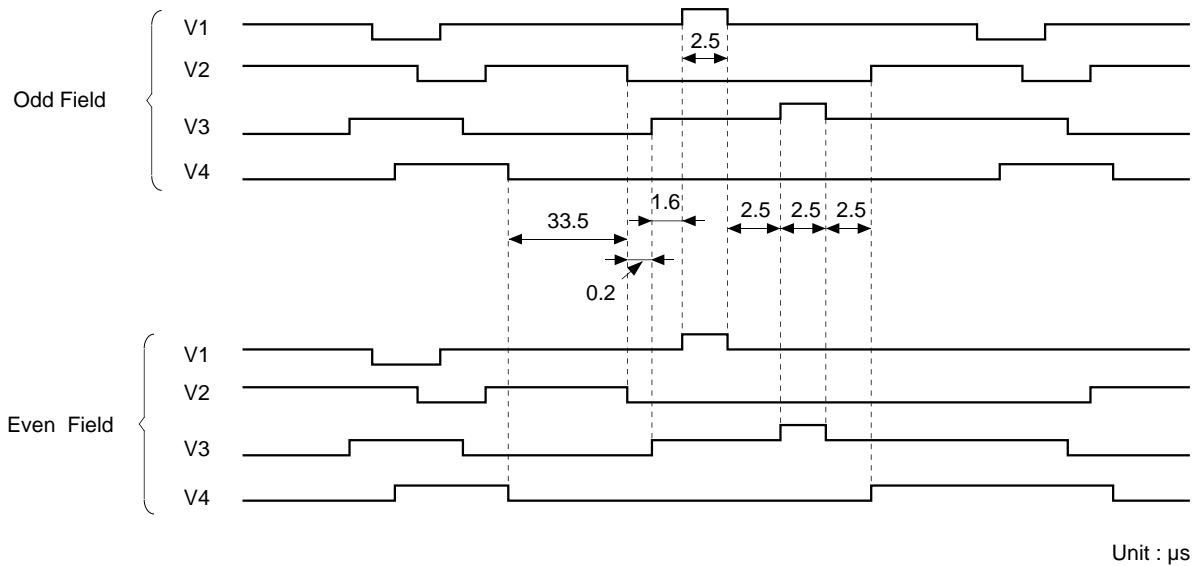 Odd Field
V1
2.5
V2
V3
V4
33.5
1.6
2.5 2.5 2.5
0.2
Even Field
V1
V2
V3
V4
Unit : µs